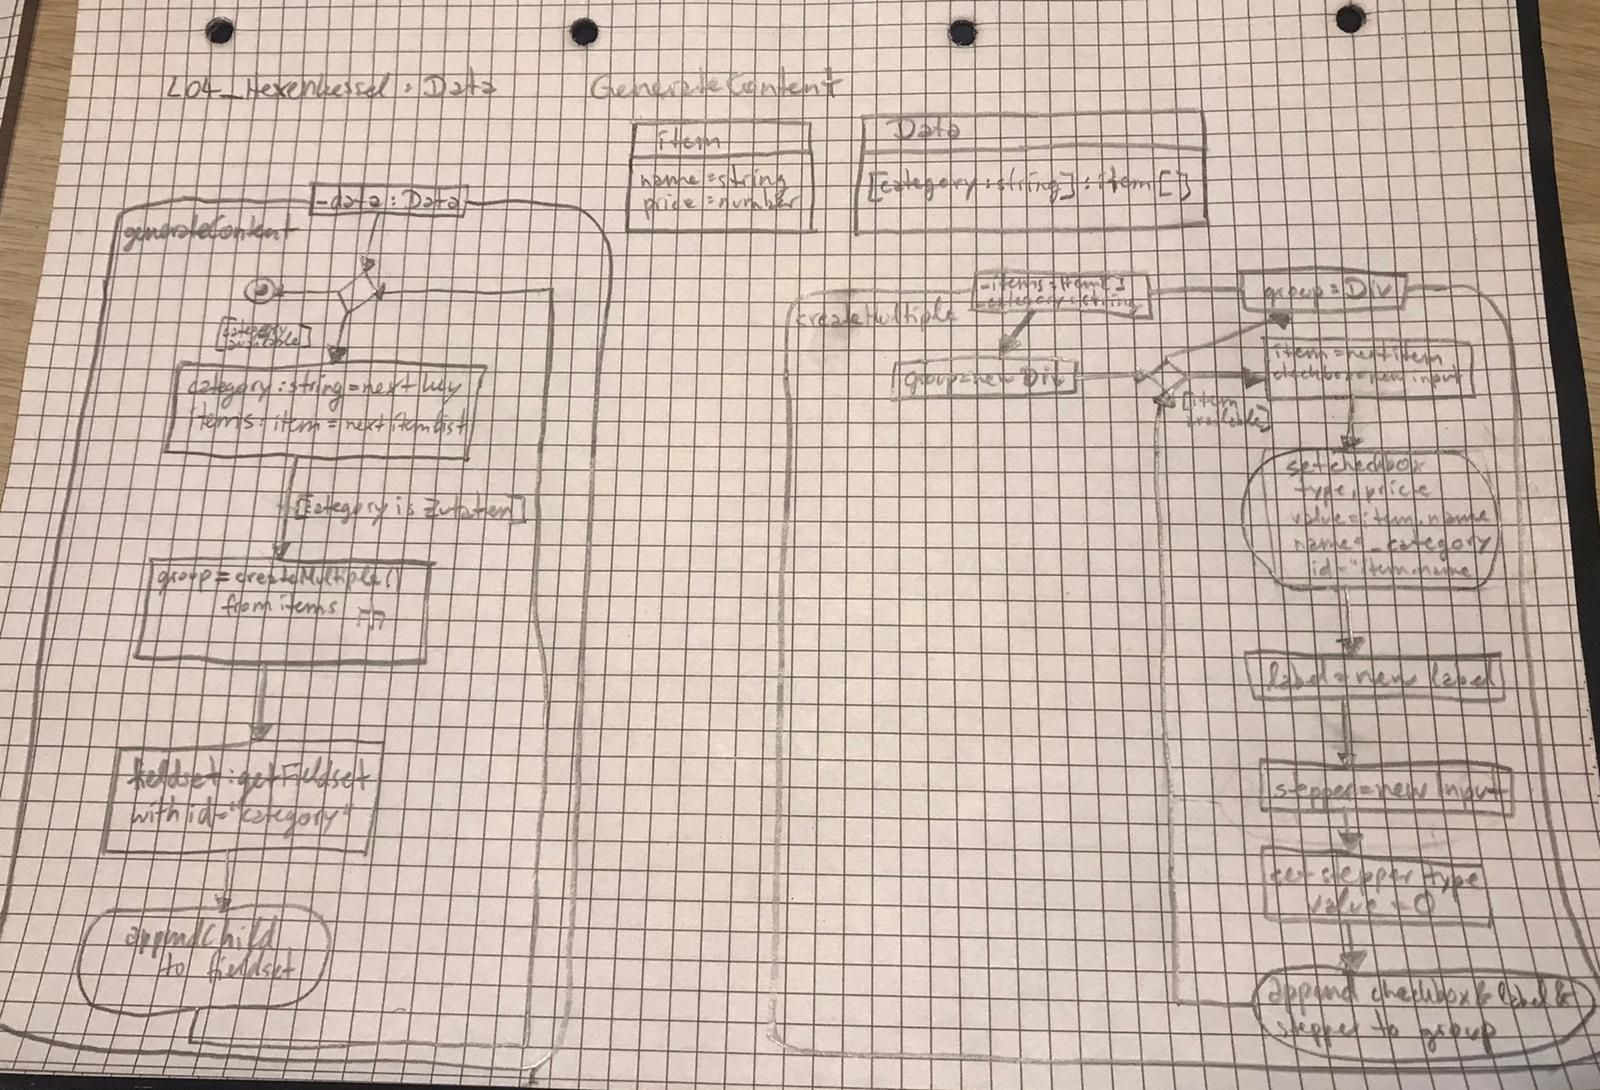 L04_Hexenkessel : Data
GenerateContent
item
name = string
price = number
Data
[category : string] : item []
- data : Data
generateContent
[category
available]
category : string = next key
items : item = next itemlist
[category is Zutaten]
group = createMultiple()
from items
fieldset : getFieldset
with id = "category"
appendChild
to fieldset
createMultiple
- items : Item [ ]
- category : string
group = Div
group = new Div
[item
available]
item = next item
checkbox = new input
set checkbox
type, price
value = item.name
name = _category
id = item.name
label = new label
stepper = new Input
set stepper type
value = 0
append checkbox & label &
stepper to group